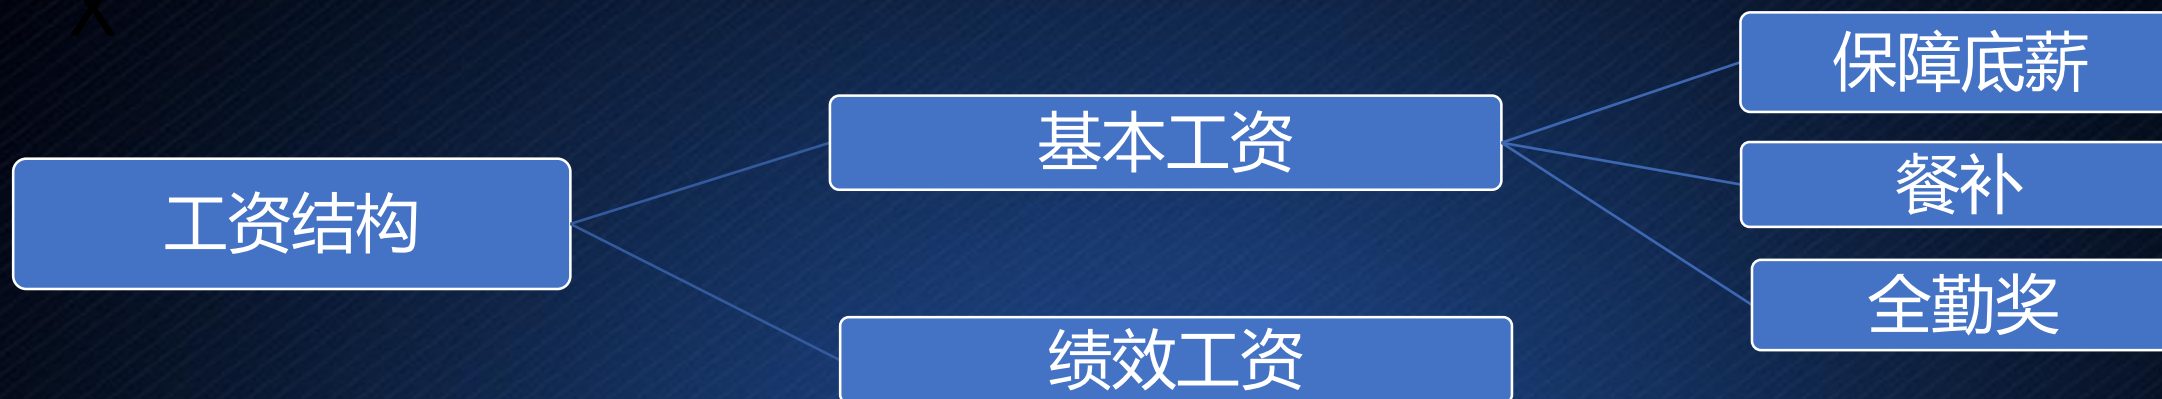 工资结构
基本工资
保障底薪
餐补
全勤奖
绩效工资